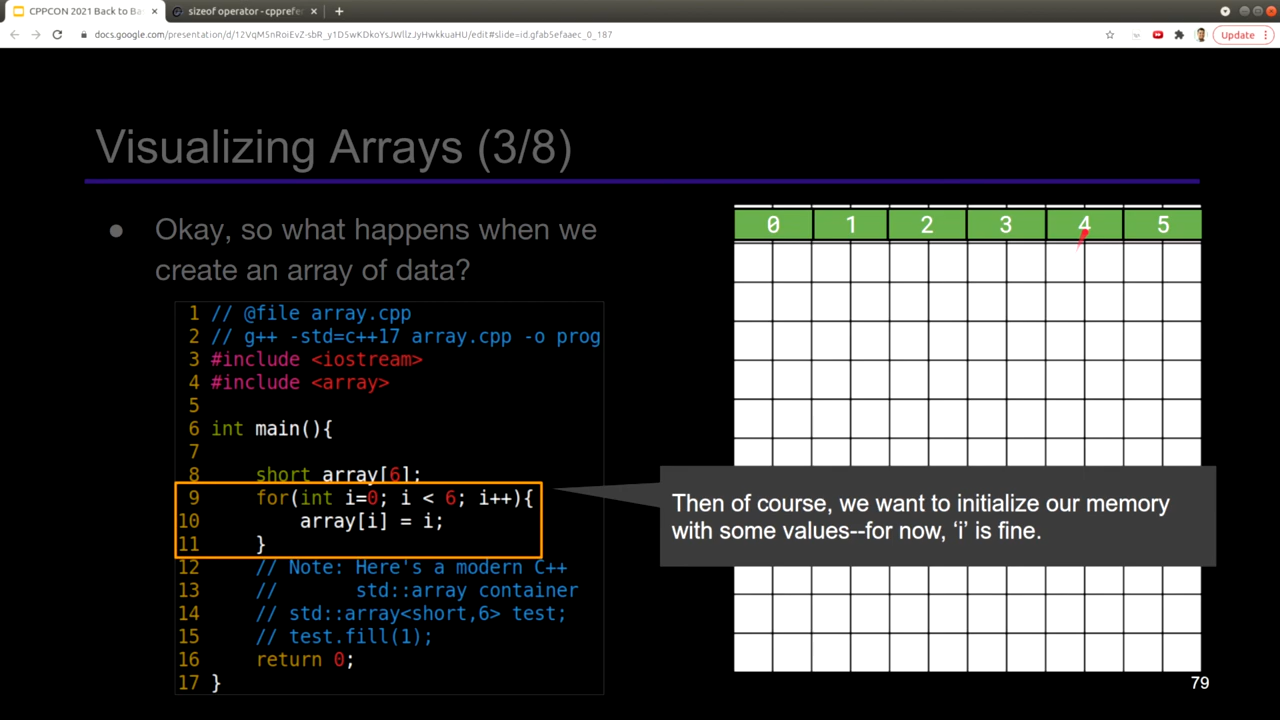 CPPCON 2021 Back to Ba
sizeof operator - cpprefe
docs.google.com/presentation/d/12VqM5nRoiEvZ-sbR_y1D5wKDkoYsJWllzJyHwkkuaHU/edit#slide=id.gfab5efaaec_0_187
Update
Visualizing Arrays (3/8)
● Okay, so what happens when we
create an array of data?
1 // @file array.cpp
2 // g++ -std=c++17 array.cpp -o prog
3 #include <iostream>
4 #include <array>
5
6 int main(){
7
8 short array[6];
9 for(int i=0; i < 6; i++){
10 array[i] = i;
11 }
12 // Note: Here's a modern C++
13 // std::array container
14 // std::array<short,6> test;
15 // test.fill(1);
16 return 0;
17 }
0 1 2 3 4 5
Then of course, we want to initialize our memory
with some values--for now, ‘i’ is fine.
79